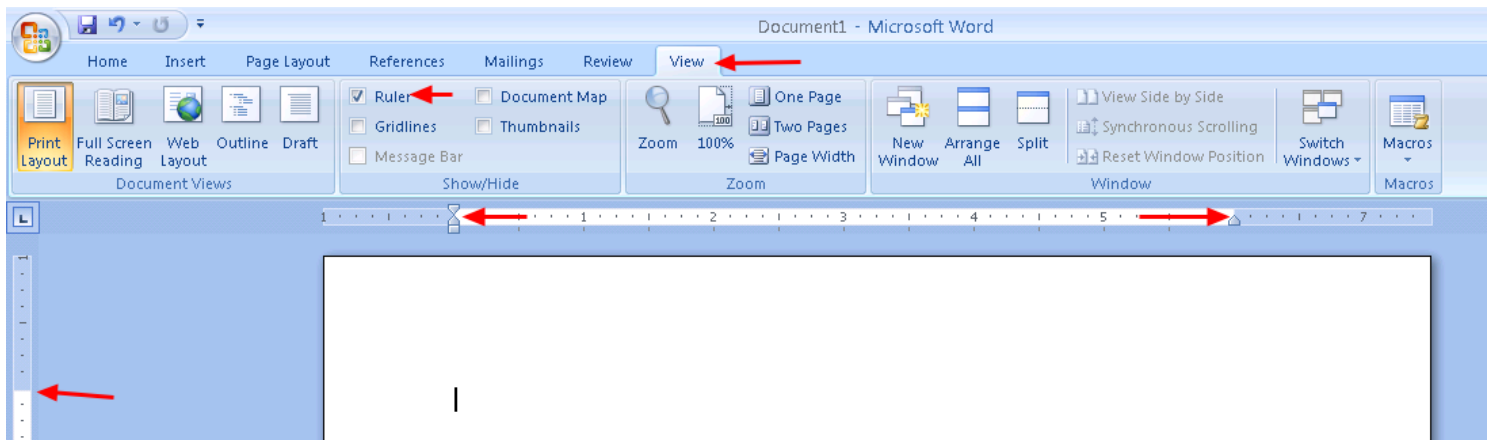 Document1 - Microsoft Word
Home Insert Page Layout References Mailings Review View
Print Layout
Full Screen Reading
Web Layout
Outline
Draft
Document Views
Ruler
Gridlines
Message Bar
Document Map
Thumbnails
Show/Hide
Zoom
100
100%
One Page
Two Pages
Page Width
Zoom
New Window
Arrange All
Split
View Side by Side
Synchronous Scrolling
Reset Window Position
Switch Windows
Window
Macros
Macros
L
1 1 2 3 4 5 7
1